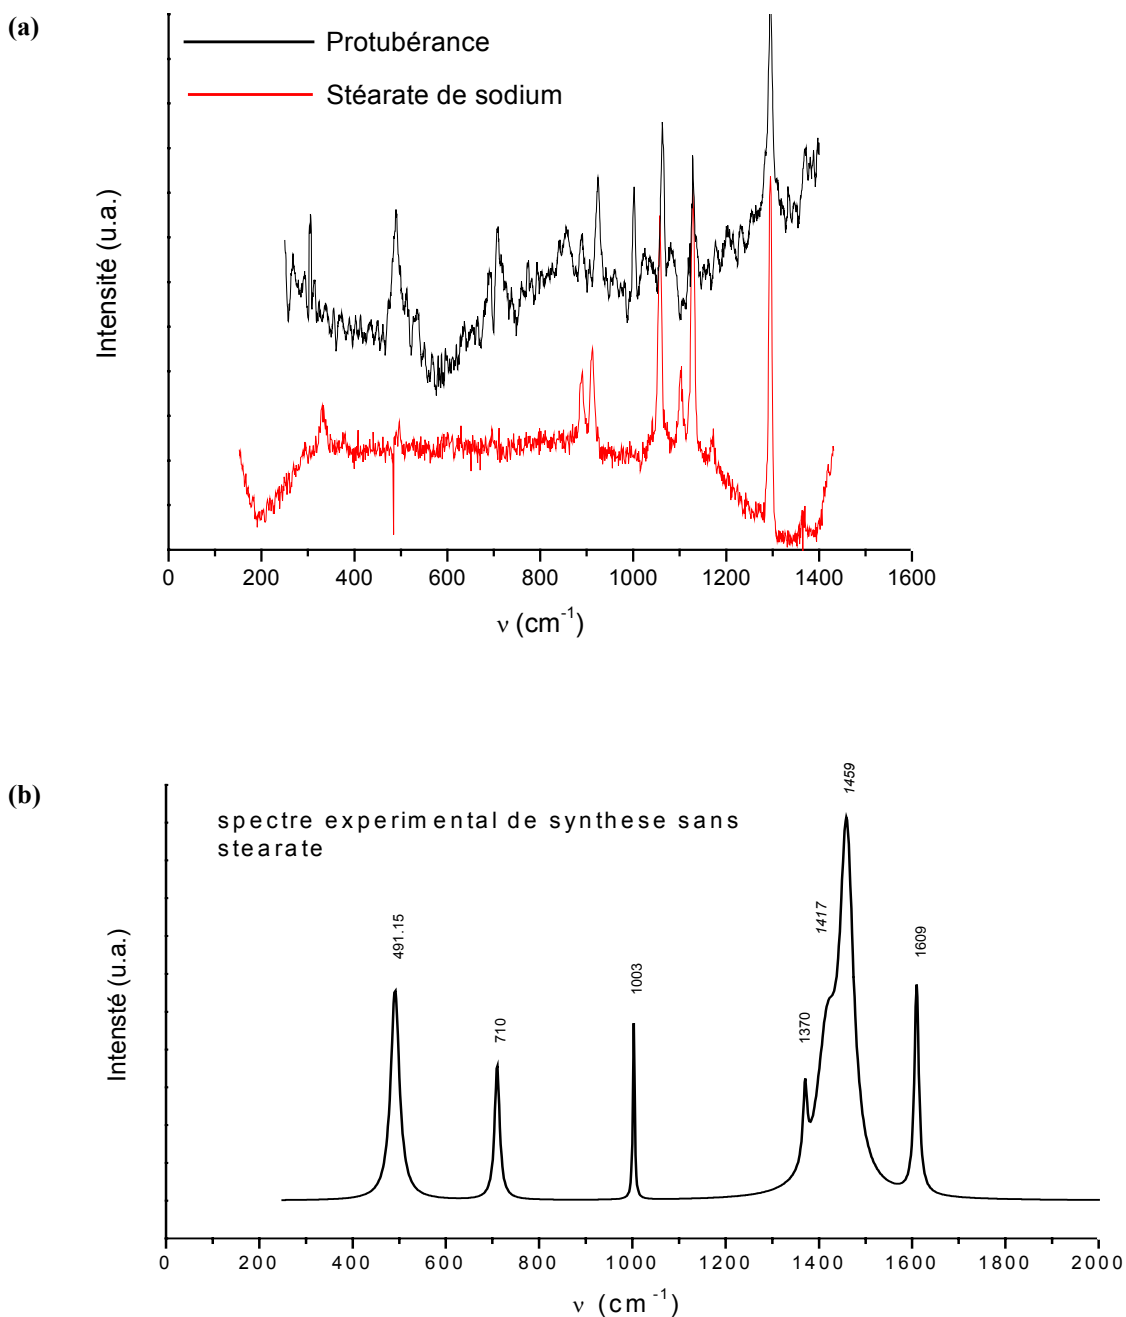 (a)
Protubérance
Stéarate de sodium
Intensité (u.a.)
0 200 400 600 800 1000 1200 1400 1600
ν (cm⁻¹)
(b)
1459
spectre experimental de synthese sans
stearate
491.15
710
1003
1370
1417
1609
Intensté (u.a.)
0 200 400 600 800 1000 1200 1400 1600 1800 2000
ν (cm⁻¹)